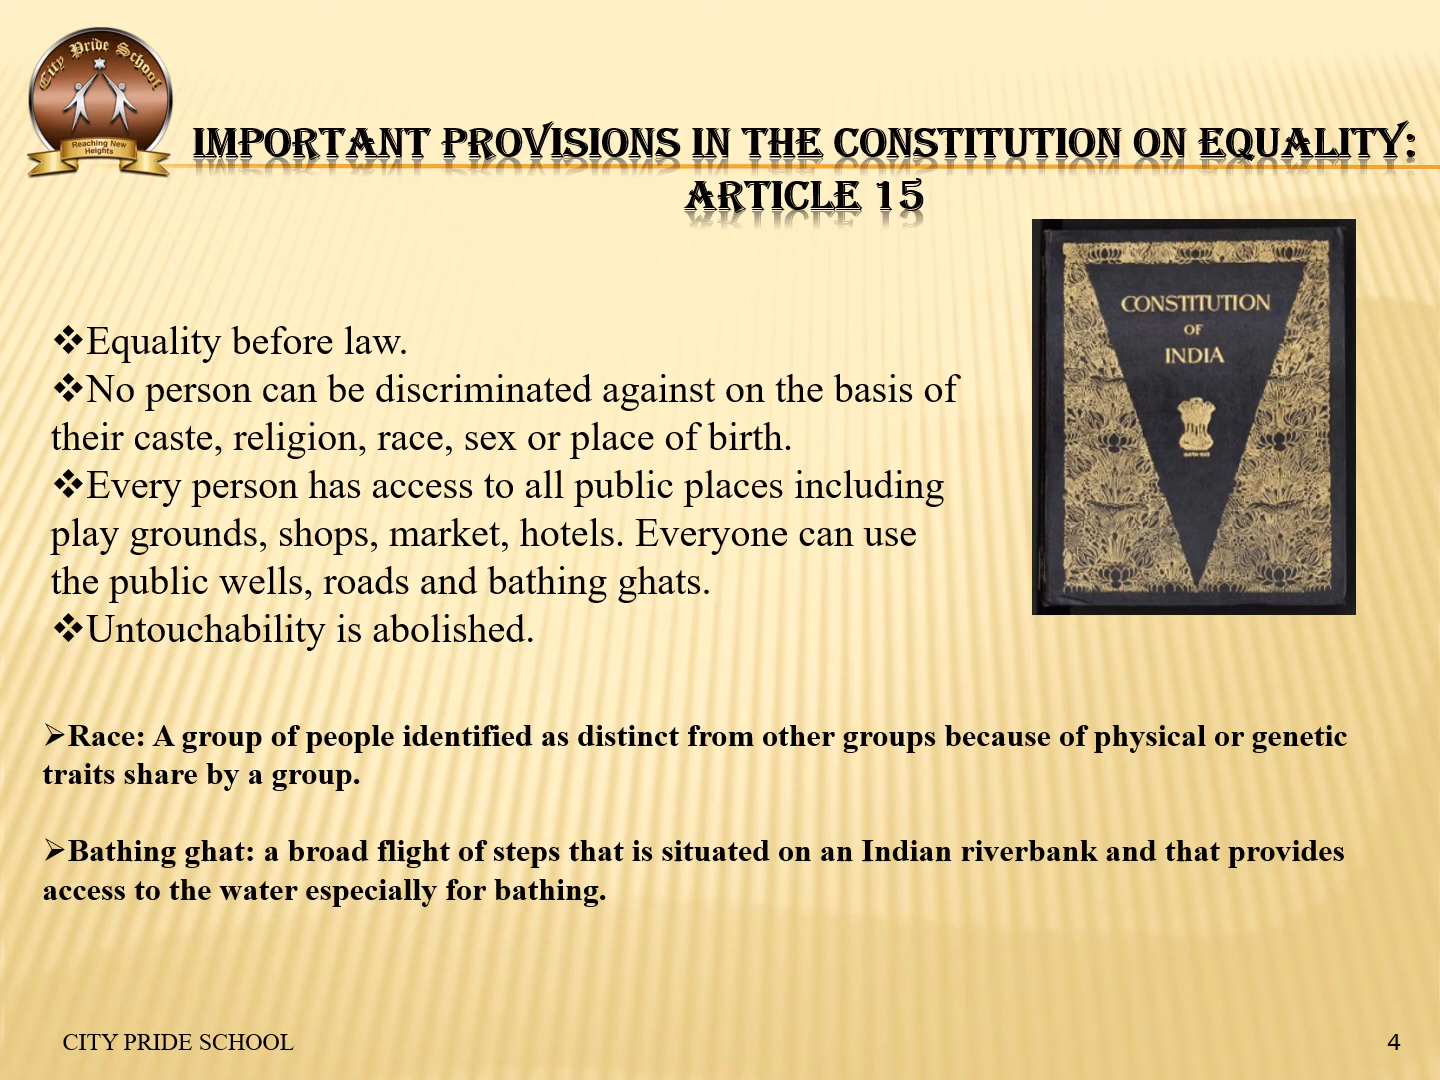 City Pride School
Reaching New
Heights
IMPORTANT PROVISIONS IN THE CONSTITUTION ON EQUALITY:
ARTICLE 15
CONSTITUTION
OF
INDIA
❖Equality before law.
❖No person can be discriminated against on the basis of
their caste, religion, race, sex or place of birth.
❖Every person has access to all public places including
play grounds, shops, market, hotels. Everyone can use
the public wells, roads and bathing ghats.
❖Untouchability is abolished.
➢Race: A group of people identified as distinct from other groups because of physical or genetic
traits share by a group.
➢Bathing ghat: a broad flight of steps that is situated on an Indian riverbank and that provides
access to the water especially for bathing.
CITY PRIDE SCHOOL
4